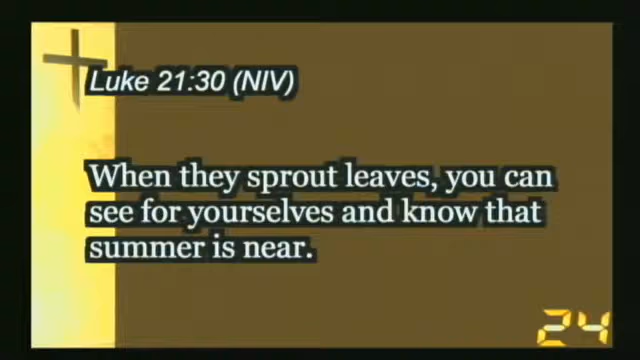 Luke 21:30 (NIV)
When they sprout leaves, you can
see for yourselves and know that
summer is near.
24